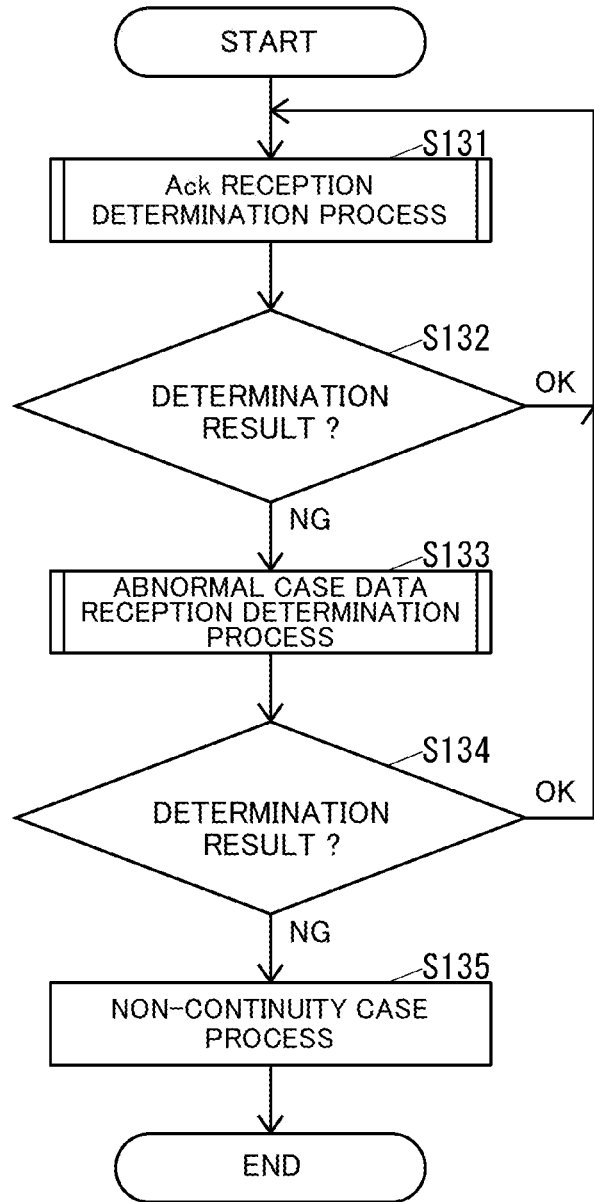 START
S131
Ack RECEPTION
DETERMINATION PROCESS
S132
DETERMINATION
RESULT ?
OK
NG
S133
ABNORMAL CASE DATA
RECEPTION DETERMINATION
PROCESS
S134
DETERMINATION
RESULT ?
OK
NG
S135
NON-CONTINUITY CASE
PROCESS
END